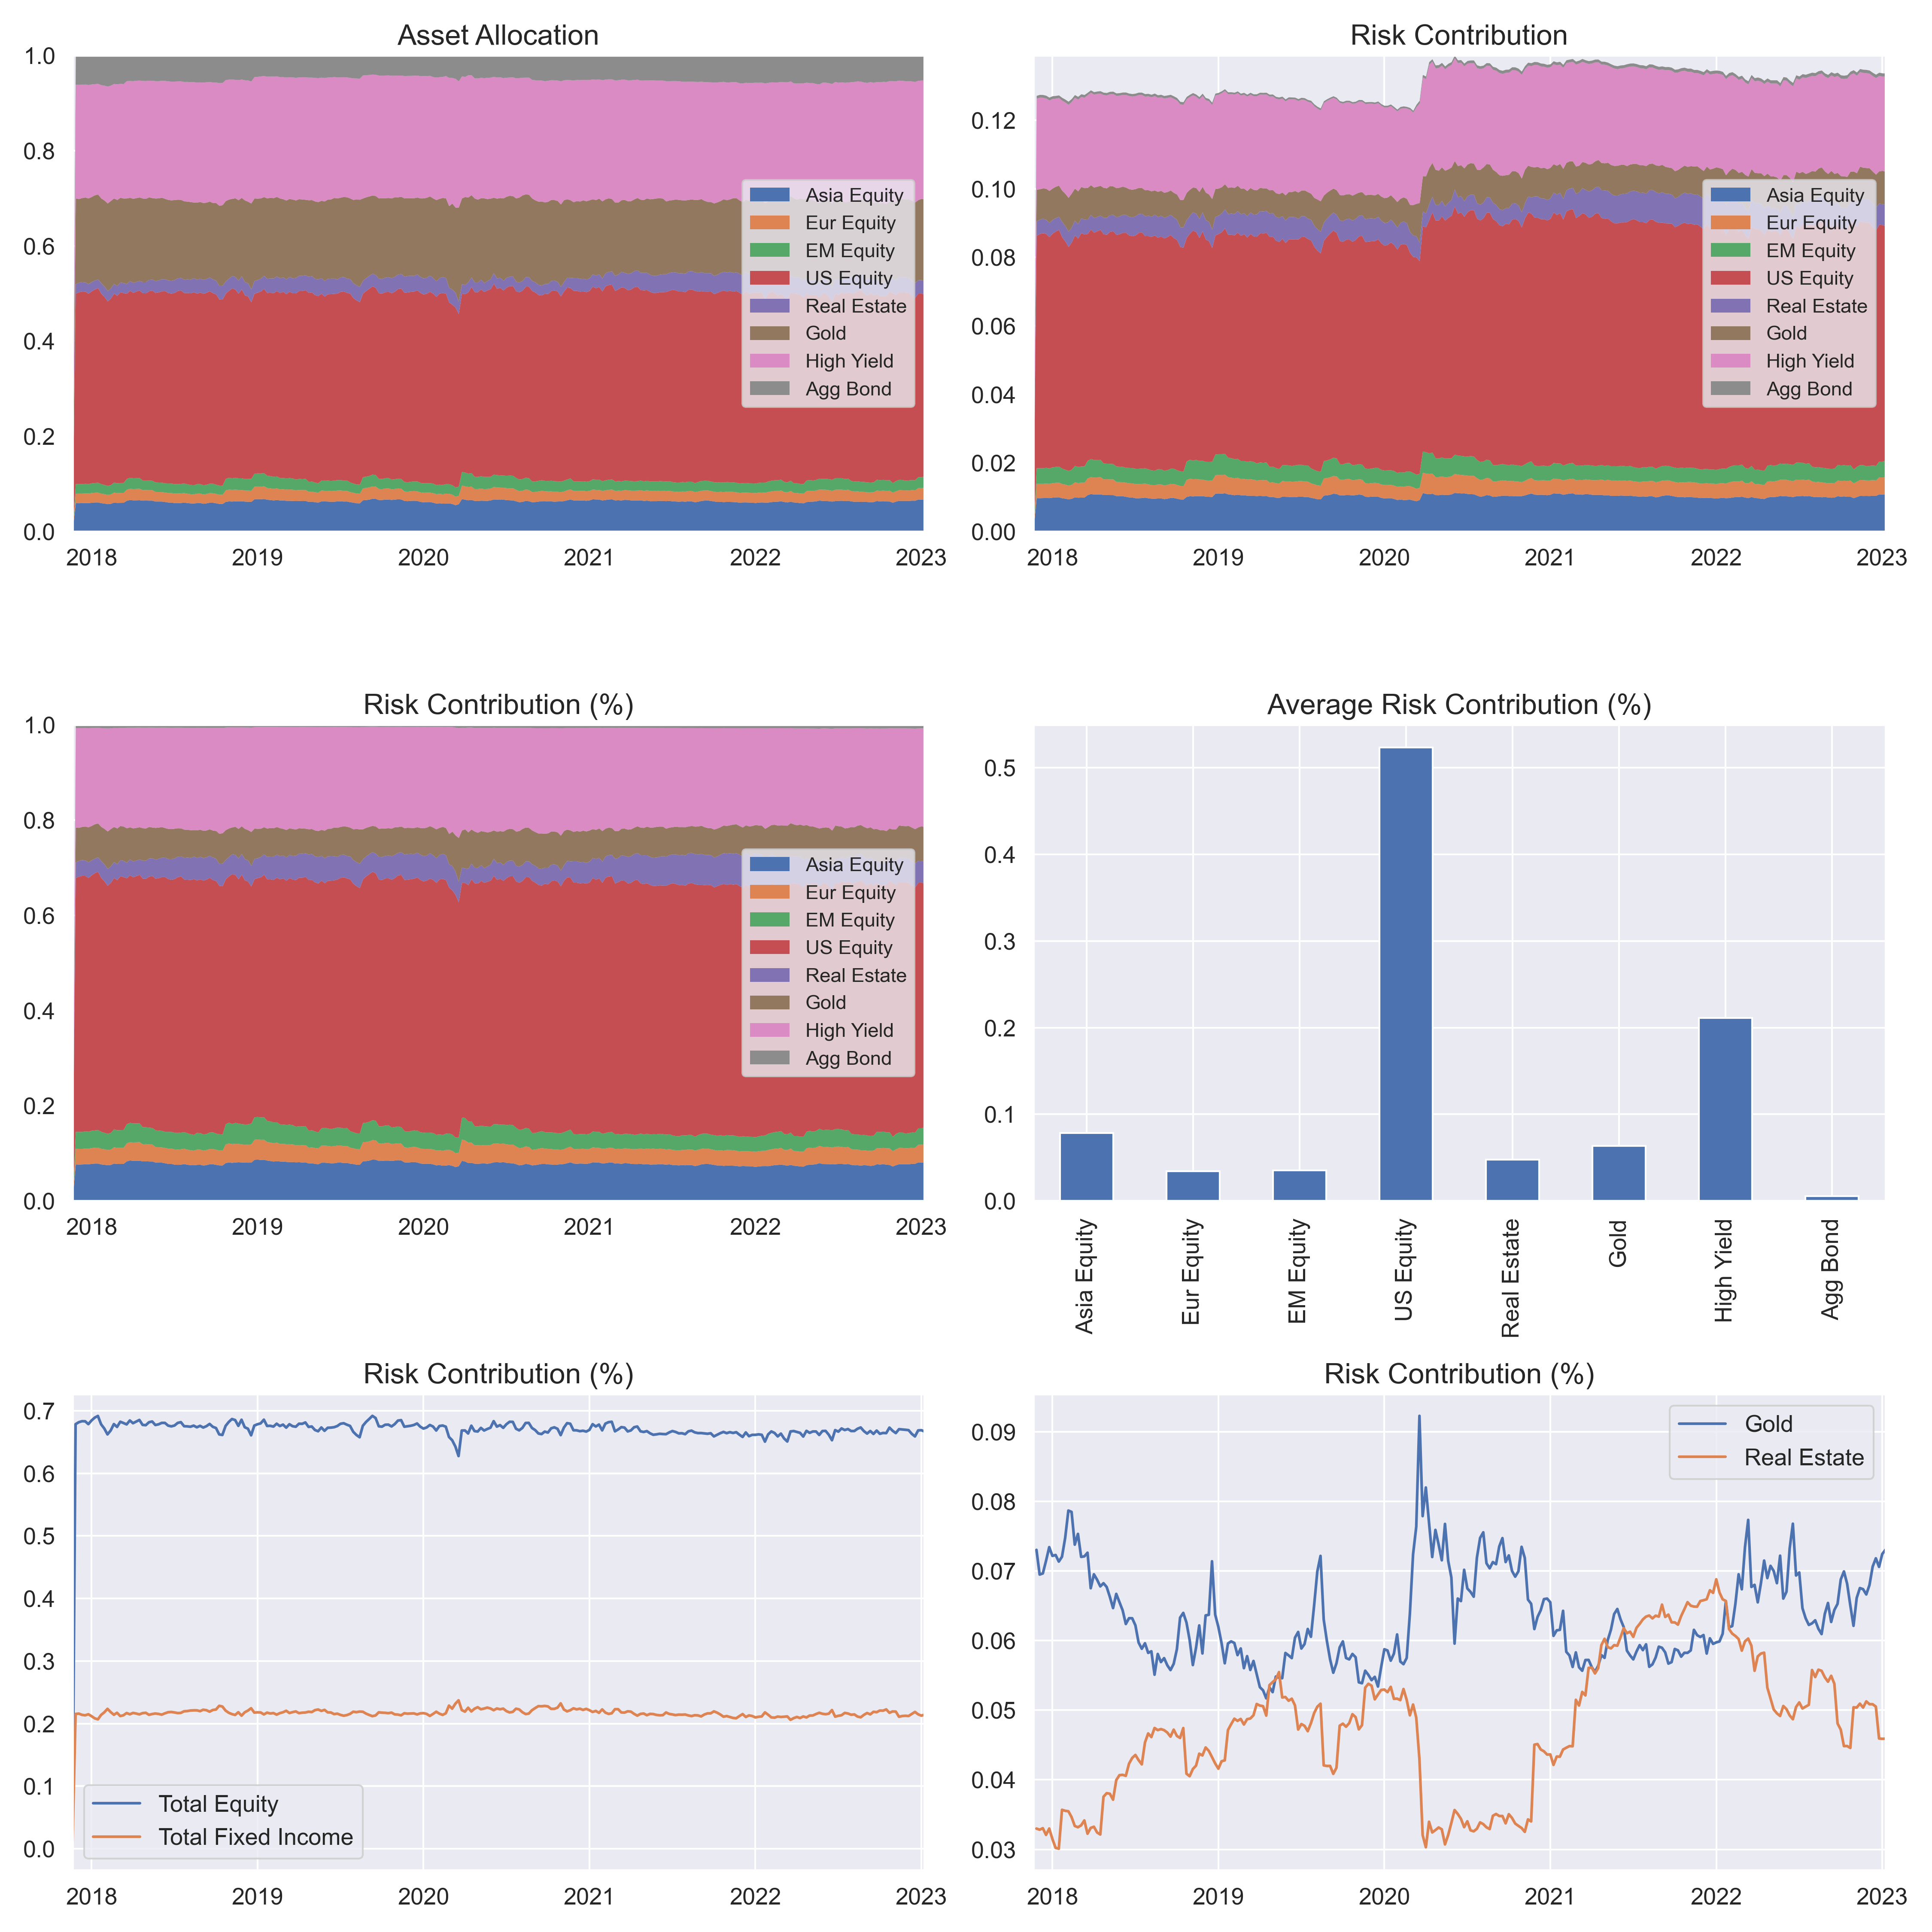 Asset Allocation
1.0
0.8
0.6
0.4
0.2
0.0
2018 2019 2020 2021 2022 2023
Asia Equity
Eur Equity
EM Equity
US Equity
Real Estate
Gold
High Yield
Agg Bond
Risk Contribution
0.12
0.10
0.08
0.06
0.04
0.02
0.00
2018 2019 2020 2021 2022 2023
Asia Equity
Eur Equity
EM Equity
US Equity
Real Estate
Gold
High Yield
Agg Bond
Risk Contribution (%)
1.0
0.8
0.6
0.4
0.2
0.0
2018 2019 2020 2021 2022 2023
Asia Equity
Eur Equity
EM Equity
US Equity
Real Estate
Gold
High Yield
Agg Bond
Average Risk Contribution (%)
0.5
0.4
0.3
0.2
0.1
0.0
Asia Equity
Eur Equity
EM Equity
US Equity
Real Estate
Gold
High Yield
Agg Bond
Risk Contribution (%)
0.7
0.6
0.5
0.4
0.3
0.2
0.1
0.0
2018 2019 2020 2021 2022 2023
Total Equity
Total Fixed Income
Risk Contribution (%)
0.09
0.08
0.07
0.06
0.05
0.04
0.03
2018 2019 2020 2021 2022 2023
Gold
Real Estate